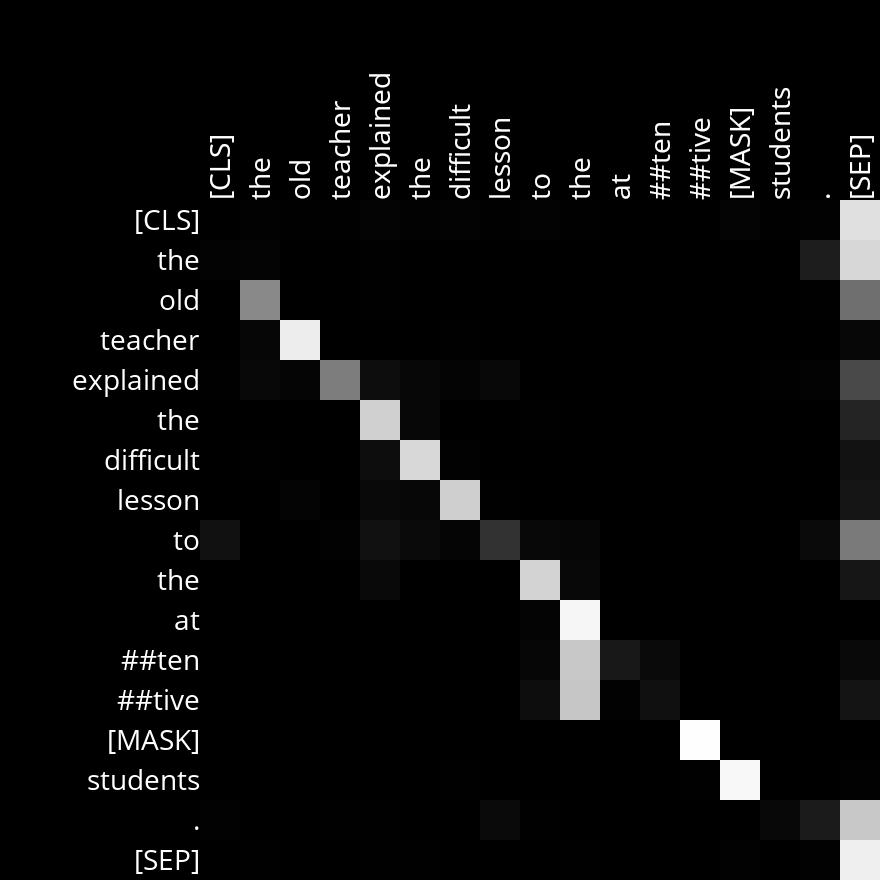 [CLS]
the
old
teacher
explained
the
difficult
lesson
to
the
at
##ten
##tive
[MASK]
students
.
[SEP]
[CLS]
the
old
teacher
explained
the
difficult
lesson
to
the
at
##ten
##tive
[MASK]
students
.
[SEP]